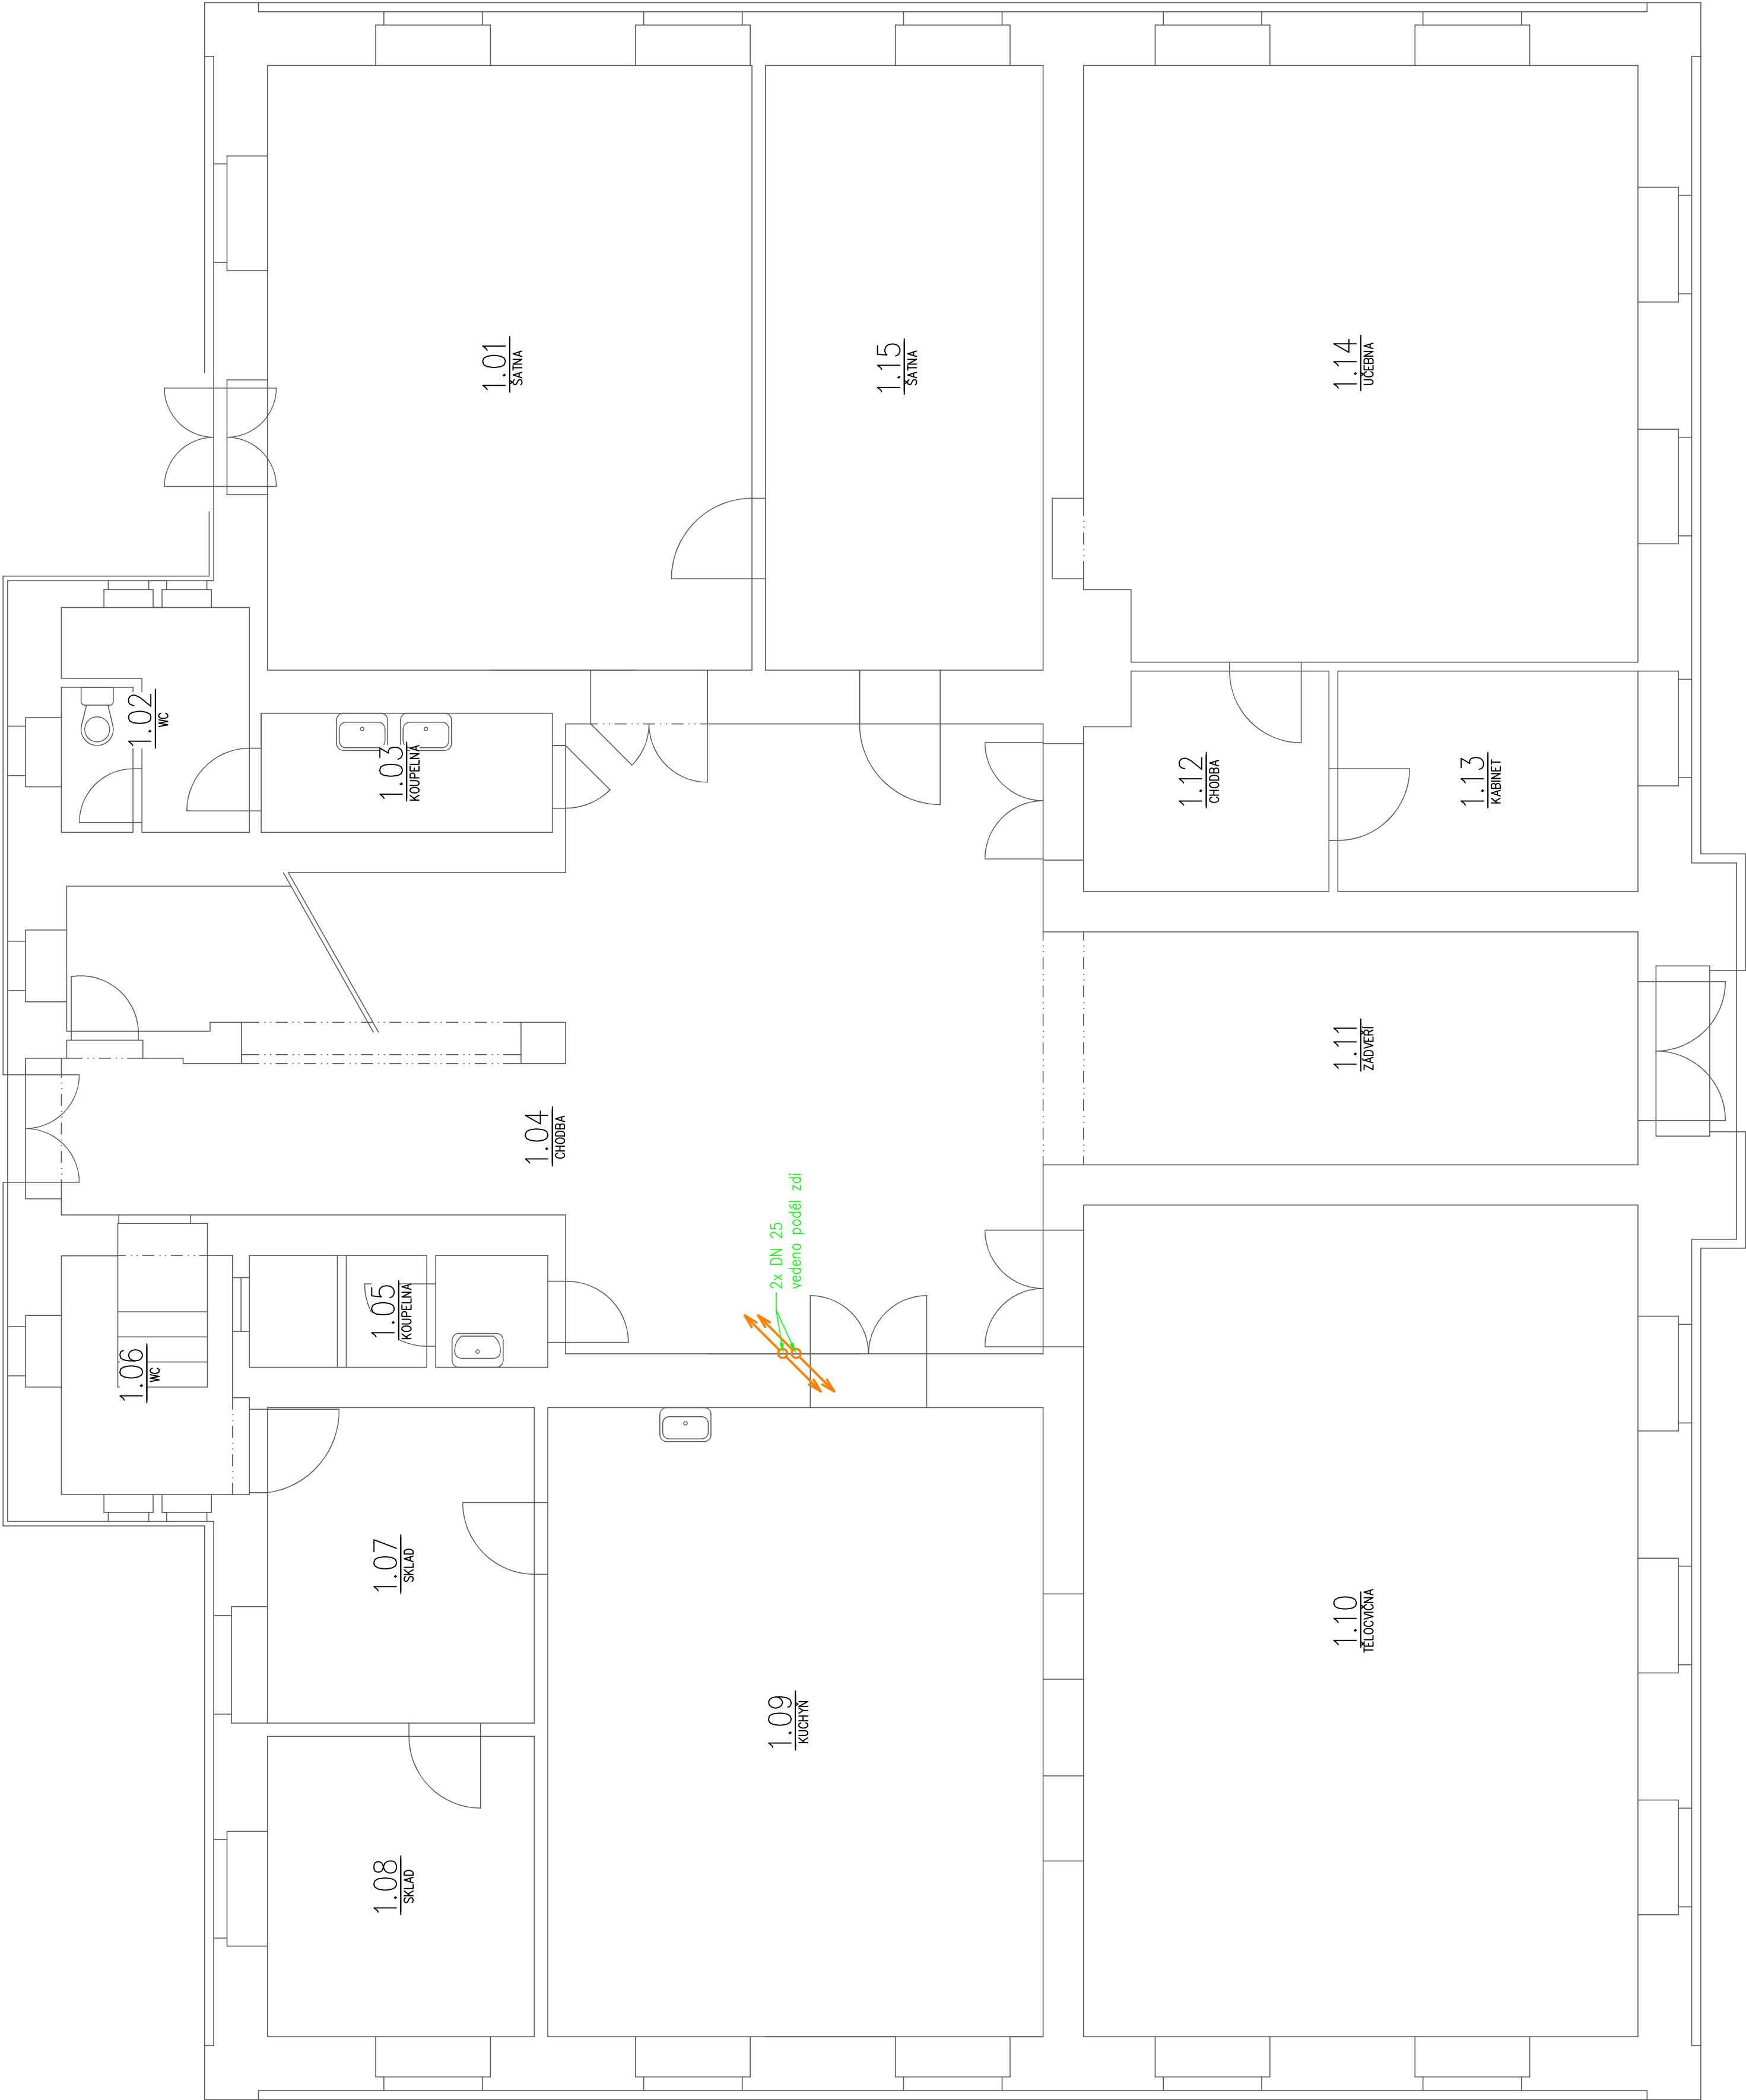 1.01
ŠATNA
1.15
ŠATNA
1.14
UČEBNA
1.02
WC
1.03
KOUPELNA
1.12
CHODBA
1.13
KABINET
1.04
CHODBA
1.11
ZÁDVEŘÍ
2x DN 25
vedeno podél zdi
1.05
KOUPELNA
1.06
WC
1.07
SKLAD
1.08
SKLAD
1.09
KUCHYŇ
1.10
TĚLOCVIČNA